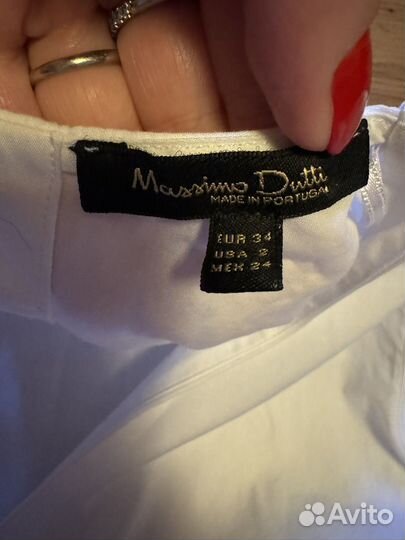 Massimo Dutti
MADE IN PORTUGAL
EUR 34
USA 2
MEX 24
Avito